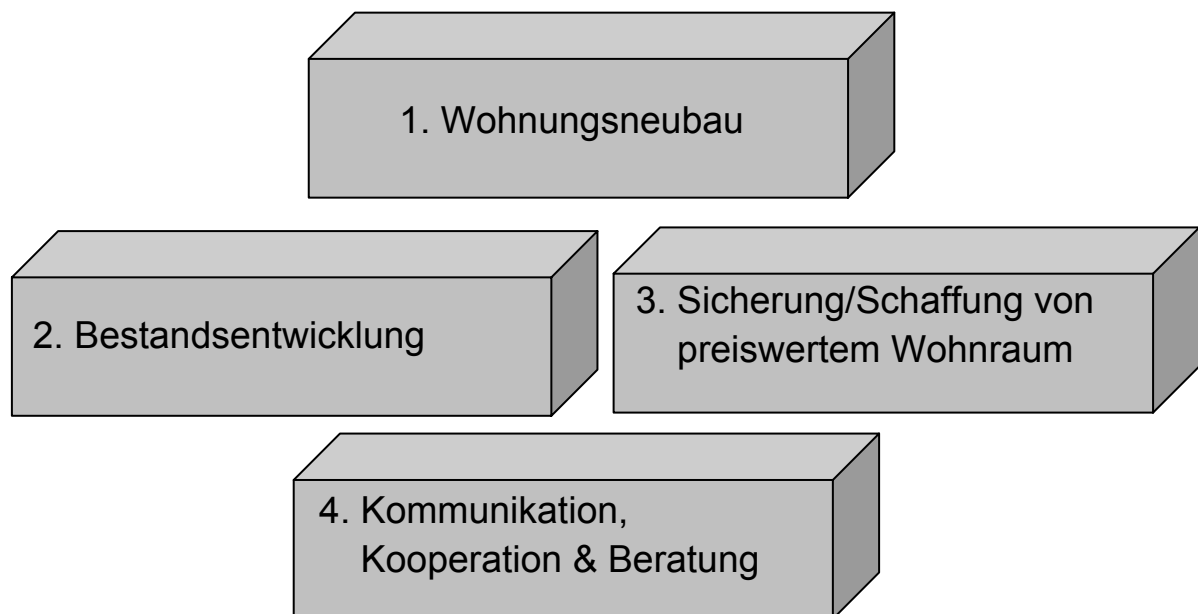 1. Wohnungsneubau
2. Bestandsentwicklung
3. Sicherung/Schaffung von
preiswertem Wohnraum
4. Kommunikation,
Kooperation & Beratung